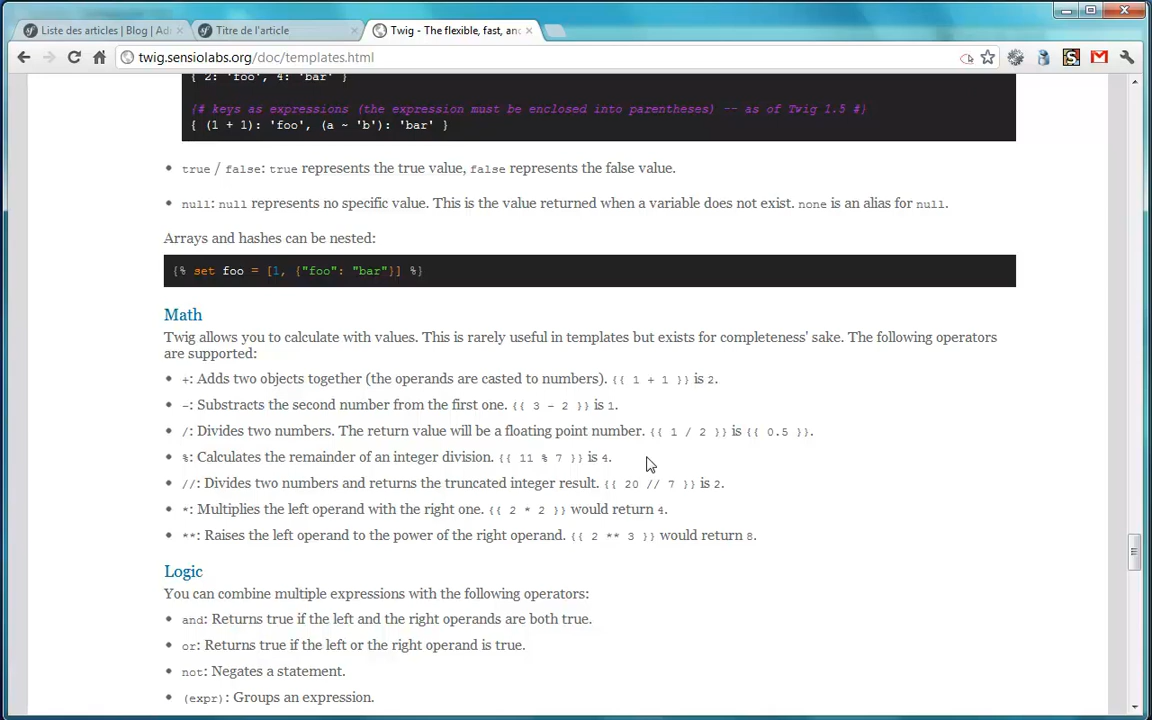 Liste des articles | Blog | Ad
Titre de l'article
Twig - The flexible, fast, an
twig.sensiolabs.org/doc/templates.html
{ 2: 'foo', 4: 'bar' }
{# keys as expressions (the expression must be enclosed into parentheses) -- as of Twig 1.5 #}
{ (1 + 1): 'foo', (a ~ 'b'): 'bar' }
true / false: true represents the true value, false represents the false value.
null: null represents no specific value. This is the value returned when a variable does not exist. none is an alias for null.
Arrays and hashes can be nested:
{% set foo = [1, {"foo": "bar"}] %}
Math
Twig allows you to calculate with values. This is rarely useful in templates but exists for completeness' sake. The following operators
are supported:
+: Adds two objects together (the operands are casted to numbers). {{ 1 + 1 }} is 2.
-: Substracts the second number from the first one. {{ 3 - 2 }} is 1.
/: Divides two numbers. The return value will be a floating point number. {{ 1 / 2 }} is {{ 0.5 }}.
%: Calculates the remainder of an integer division. {{ 11 % 7 }} is 4.
//: Divides two numbers and returns the truncated integer result. {{ 20 // 7 }} is 2.
*: Multiplies the left operand with the right one. {{ 2 * 2 }} would return 4.
**: Raises the left operand to the power of the right operand. {{ 2 ** 3 }} would return 8.
Logic
You can combine multiple expressions with the following operators:
and: Returns true if the left and the right operands are both true.
or: Returns true if the left or the right operand is true.
not: Negates a statement.
(expr): Groups an expression.